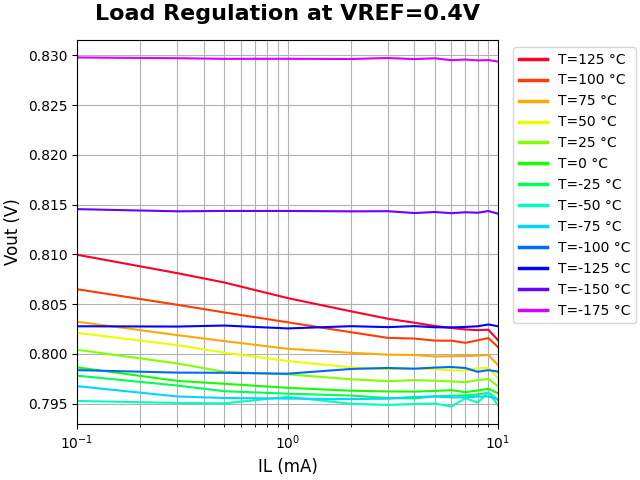 Load Regulation at VREF=0.4V
Vout (V)
0.830
0.825
0.820
0.815
0.810
0.805
0.800
0.795
10⁻¹ 10⁰ 10¹
IL (mA)
T=125 °C
T=100 °C
T=75 °C
T=50 °C
T=25 °C
T=0 °C
T=-25 °C
T=-50 °C
T=-75 °C
T=-100 °C
T=-125 °C
T=-150 °C
T=-175 °C